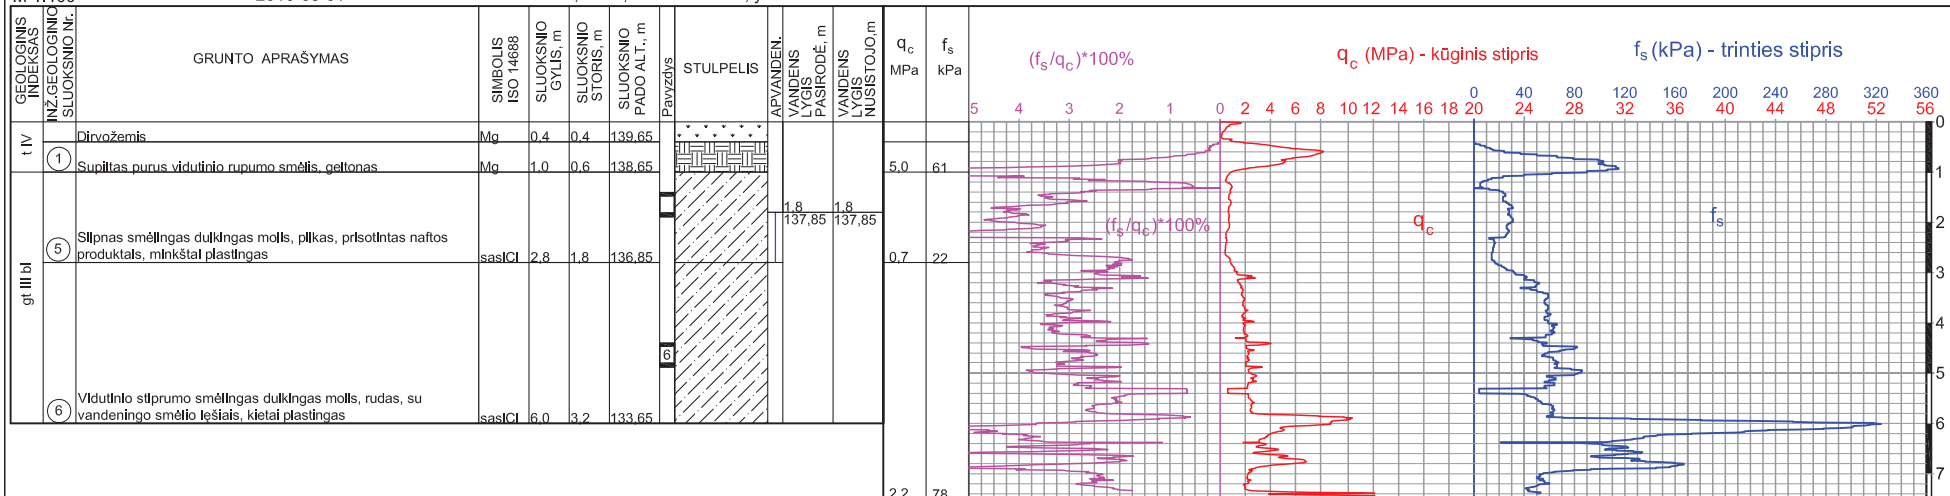 GEOLOGINIS INDEKSAS
INŽ.GEOLOGINIO SLUOKSNIO Nr.
GRUNTO APRAŠYMAS
SIMBOLIS ISO 14688
SLUOKSNIO GYLIS, m
SLUOKSNIO STORIS, m
SLUOKSNIO PADO ALT., m
Pavyzdys
STULPELIS
APVANDEN.
VANDENS LYGIS PASIRODĖ, m
VANDENS LYGIS NUSISTOJO,m
qc MPa
fs kPa
(fs/qc)*100%
qc (MPa) - kūginis stipris
fs (kPa) - trinties stipris
0 40 80 120 160 200 240 280 320 360
5 4 3 2 1 0 2 4 6 8 10 12 14 16 18 20 24 28 32 36 40 44 48 52 56
t IV
Dirvožemis Mg 0,4 0,4 139,65
1 Supiltas purus vidutinio rupumo smėlis, geltonas Mg 1,0 0,6 138,65 5,0 61
gt III bl
1,8 1,8
137,85 137,85
(fs/qc)*100% qc fs
5 Silpnas smėlingas dulkingas molis, pilkas, prisotintas naftos
produktais, minkštai plastingas sasiCl 2,8 1,8 136,85 0,7 22
6
6 Vidutinio stiprumo smėlingas dulkingas molis, rudas, su
vandeningo smėlio lęšiais, kietai plastingas sasiCl 6,0 3,2 133,65
2,2 78
0
1
2
3
4
5
6
7